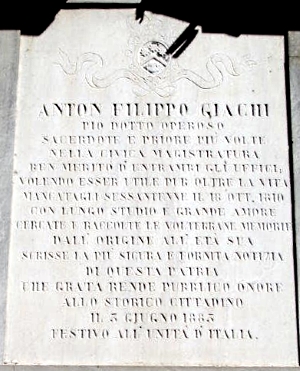 ANTON FILIPPO GIACHI
PIO DOTTO OPEROSO
SACERDOTE E PRIORE PIÙ VOLTE
NELLA CIVICA MAGISTRATURA
BEN MERITÒ D'ENTRAMBI GLI UFFICI;
VOLENDO ESSER UTILE PUR OLTRE LA VITA
MANCATAGLI SESSANTUNNE IL 18 OTT. 1810
CON LUNGO STUDIO E GRANDE AMORE
CERCATE E RACCOLTE LE VOLTERRANE MEMORIE
DALL'ORIGINE ALL'ETÀ SUA
SCRISSE LA PIÙ SICURA E FORNITA NOTIZIA
DI QUESTA PATRIA
CHE GRATA RENDE PUBBLICO ONORE
ALLO STORICO CITTADINO
IL 3 GIUGNO 1883
FESTIVO ALL'UNITÀ D'ITALIA.